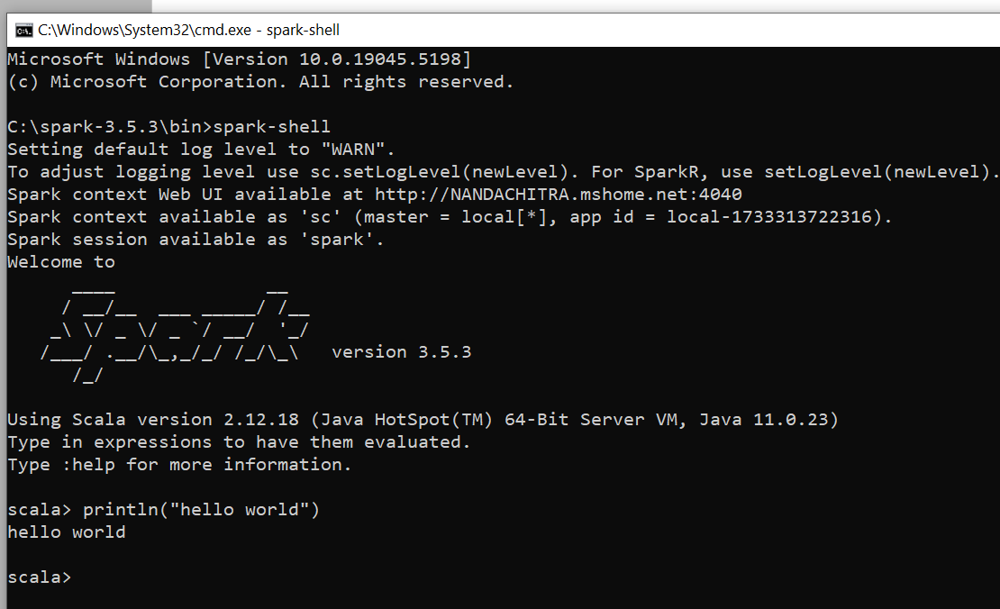 C:\Windows\System32\cmd.exe - spark-shell
Microsoft Windows [Version 10.0.19045.5198]
(c) Microsoft Corporation. All rights reserved.
C:\spark-3.5.3\bin>spark-shell
Setting default log level to "WARN".
To adjust logging level use sc.setLogLevel(newLevel). For SparkR, use setLogLevel(newLevel).
Spark context Web UI available at http://NANDACHITRA.mshome.net:4040
Spark context available as 'sc' (master = local[*], app id = local-1733313722316).
Spark session available as 'spark'.
Welcome to
      ____              __
     / __/__  ___ _____/ /__
    _\ \/ _ \/ _ `/ __/  '_/
   /___/ .__/\_,_/_/ /_/\_\   version 3.5.3
      /_/
Using Scala version 2.12.18 (Java HotSpot(TM) 64-Bit Server VM, Java 11.0.23)
Type in expressions to have them evaluated.
Type :help for more information.
scala> println("hello world")
hello world
scala>